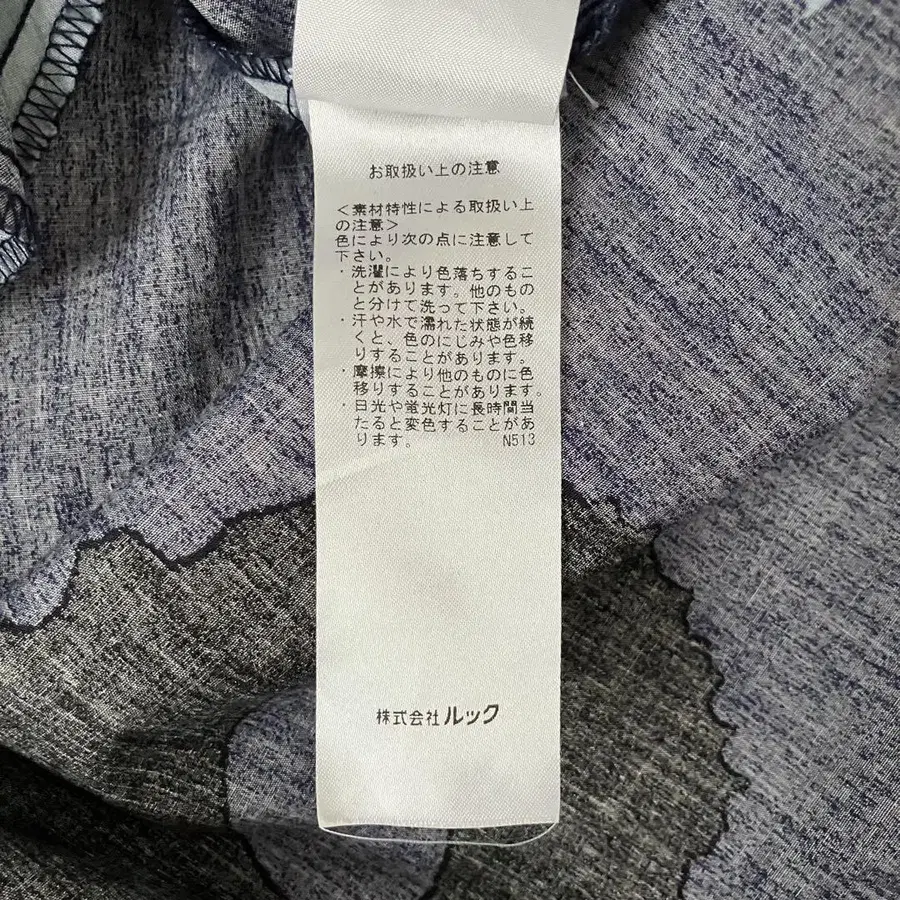 お取扱い上の注意
＜素材特性による取扱い上
の注意＞
色により次の点に注意して
下さい。
・洗濯により色落ちするこ
とがあります。他のもの
と分けて洗って下さい。
・汗や水で濡れた状態が続
くと、色のにじみや色移
りすることがあります。
・摩擦により他のものに色
移りすることがあります。
・日光や蛍光灯に長時間当
たると変色することがあ
ります。 N513
株式会社 ルック